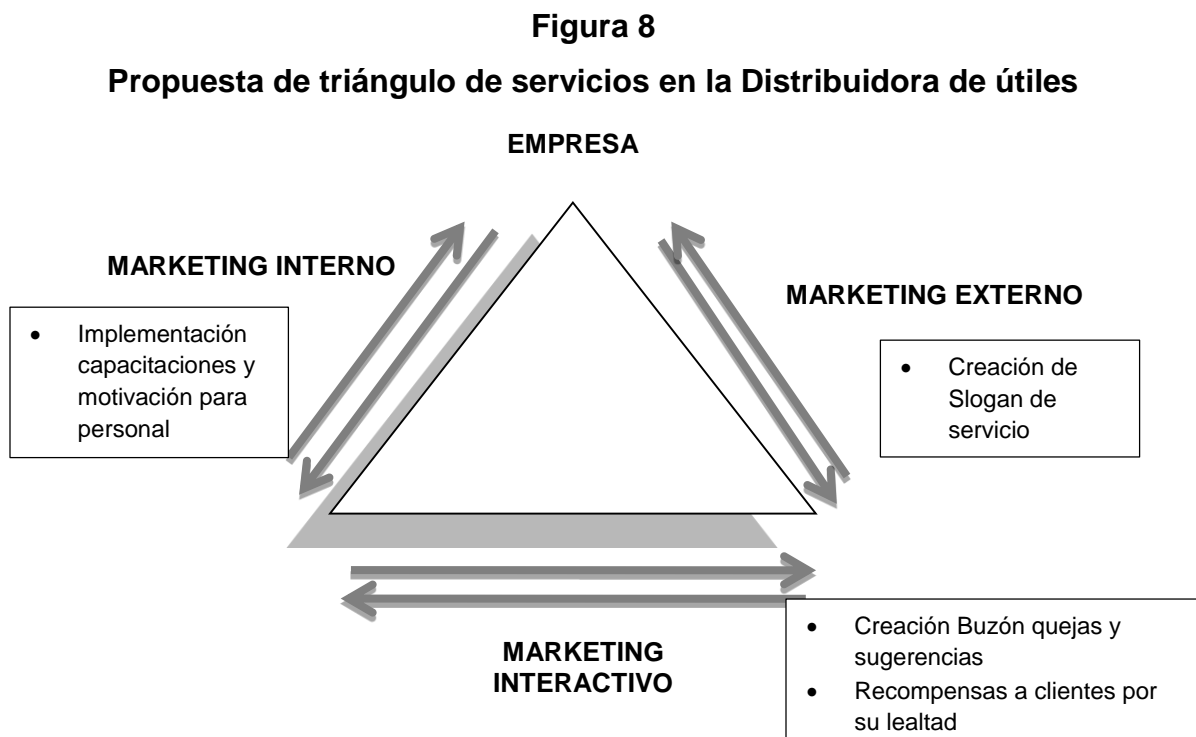 Figura 8
Propuesta de triángulo de servicios en la Distribuidora de útiles
EMPRESA
MARKETING INTERNO
• Implementación
capacitaciones y
motivación para
personal
MARKETING EXTERNO
• Creación de
Slogan de
servicio
MARKETING
INTERACTIVO
• Creación Buzón quejas y
sugerencias
• Recompensas a clientes por
su lealtad